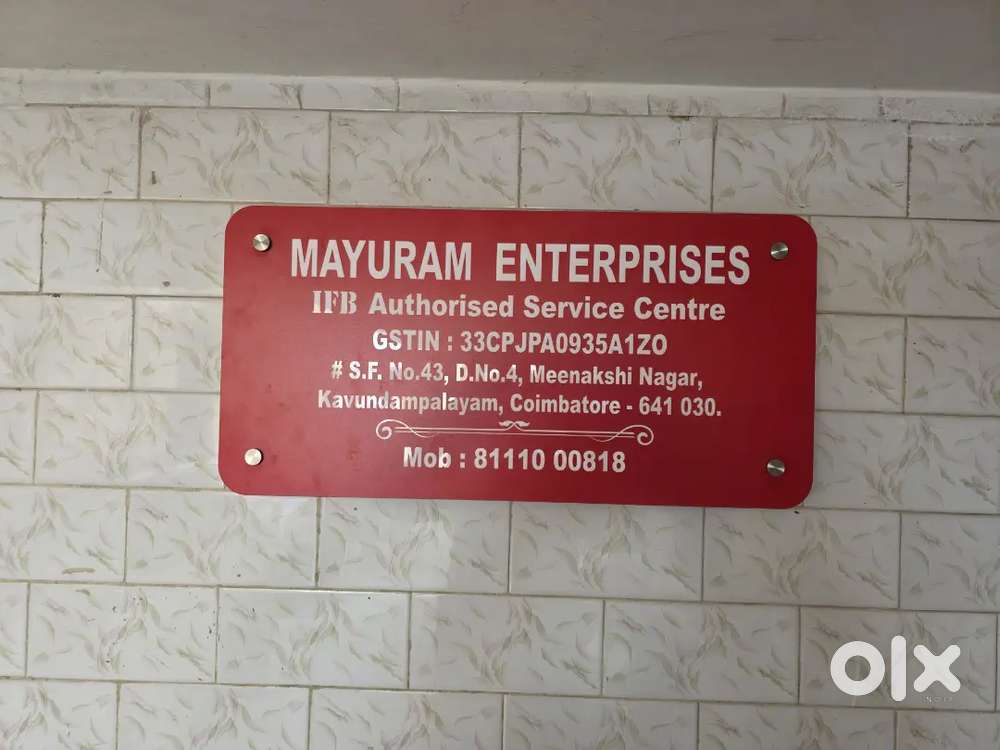 MAYURAM ENTERPRISES
IFB Authorised Service Centre
GSTIN : 33CPJPA0935A1ZO
# S.F. No.43, D.No.4, Meenakshi Nagar,
Kavundampalayam, Coimbatore - 641 030.
Mob : 81110 00818
olx